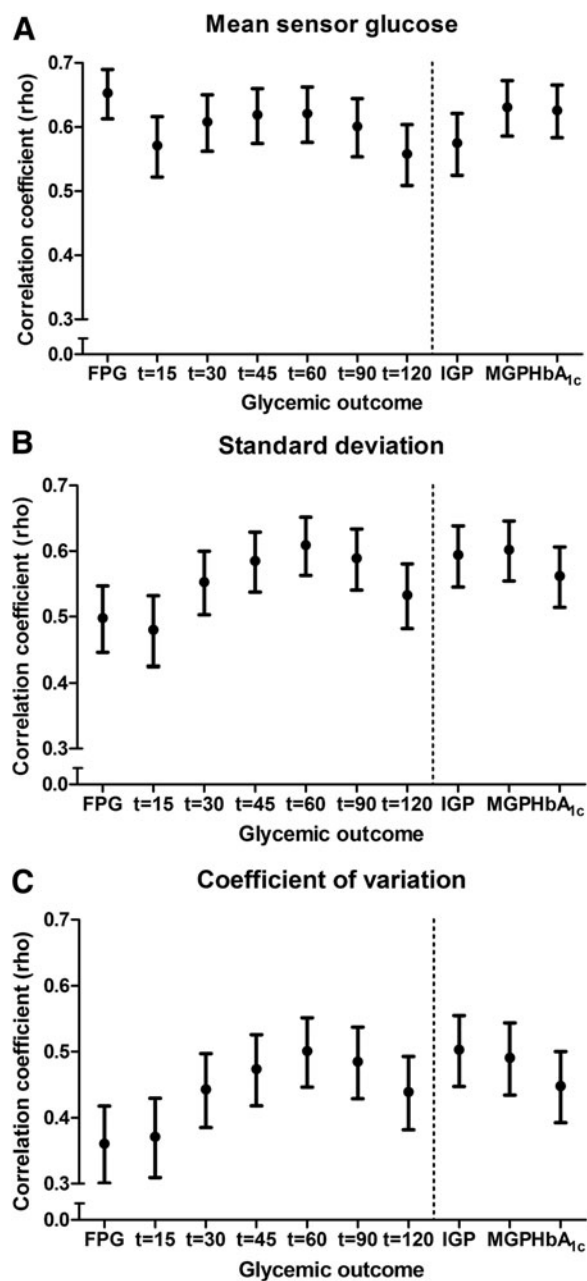 A
Mean sensor glucose
Correlation coefficient (rho)
0.7
0.6
0.5
0.4
0.3
0.0
FPG t=15 t=30 t=45 t=60 t=90 t=120 IGP MGPHbA1c
Glycemic outcome
B
Standard deviation
Correlation coefficient (rho)
0.7
0.6
0.5
0.4
0.3
0.0
FPG t=15 t=30 t=45 t=60 t=90 t=120 IGP MGPHbA1c
Glycemic outcome
C
Coefficient of variation
Correlation coefficient (rho)
0.7
0.6
0.5
0.4
0.3
0.0
FPG t=15 t=30 t=45 t=60 t=90 t=120 IGP MGPHbA1c
Glycemic outcome